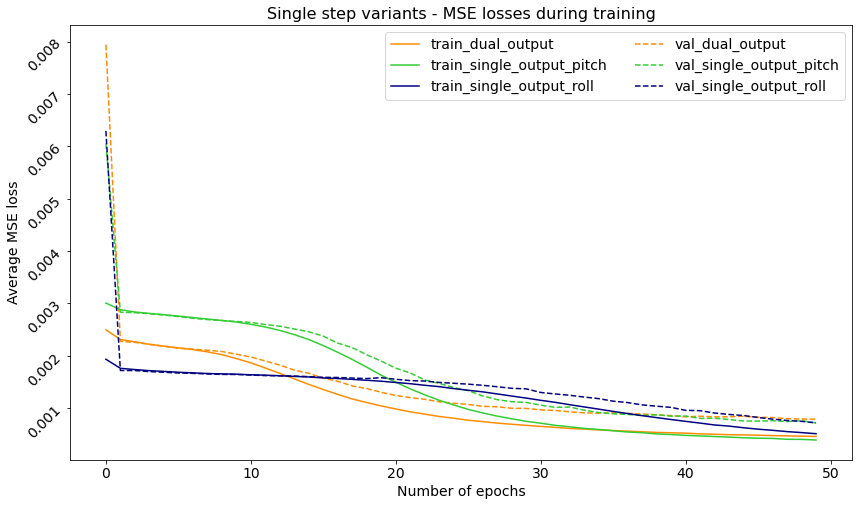 Single step variants - MSE losses during training
train_dual_output
train_single_output_pitch
train_single_output_roll
val_dual_output
val_single_output_pitch
val_single_output_roll
Average MSE loss
0.008
0.007
0.006
0.005
0.004
0.003
0.002
0.001
0 10 20 30 40 50
Number of epochs